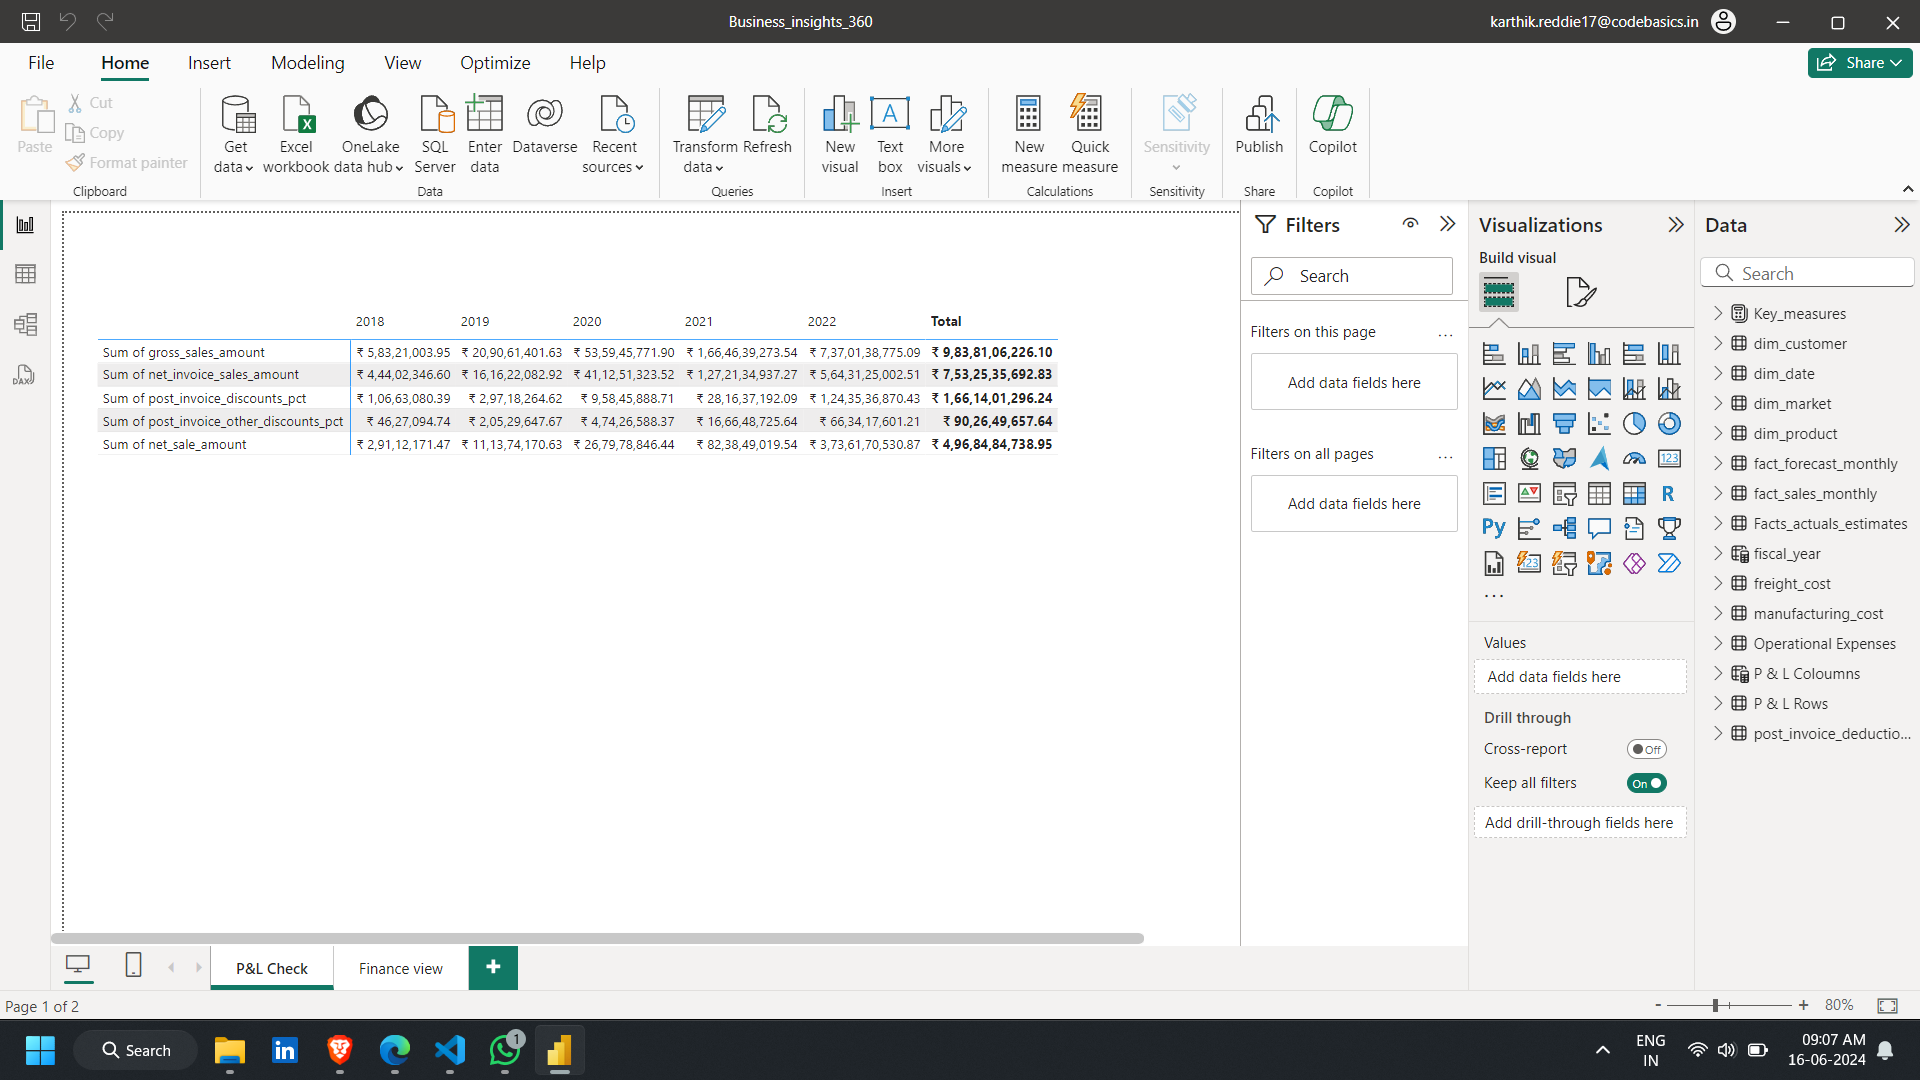 Business_insights_360
karthik.reddie17@codebasics.in
File Home Insert Modeling View Optimize Help
Share
Paste
Cut
Copy
Format painter
Clipboard
Get data
Excel workbook
OneLake data hub
SQL Server
Enter data
Dataverse
Recent sources
Data
Transform data
Refresh
Queries
New visual
Text box
More visuals
Insert
New measure
Quick measure
Calculations
Sensitivity
Sensitivity
Publish
Share
Copilot
Copilot
2018 2019 2020 2021 2022 Total
Sum of gross_sales_amount ₹ 5,83,21,003.95 ₹ 20,90,61,401.63 ₹ 53,59,45,771.90 ₹ 1,66,46,39,273.54 ₹ 7,37,01,38,775.09 ₹ 9,83,81,06,226.10
Sum of net_invoice_sales_amount ₹ 4,44,02,346.60 ₹ 16,16,22,082.92 ₹ 41,12,51,323.52 ₹ 1,27,21,34,937.27 ₹ 5,64,31,25,002.51 ₹ 7,53,25,35,692.83
Sum of post_invoice_discounts_pct ₹ 1,06,63,080.39 ₹ 2,97,18,264.62 ₹ 9,58,45,888.71 ₹ 28,16,37,192.09 ₹ 1,24,35,36,870.43 ₹ 1,66,14,01,296.24
Sum of post_invoice_other_discounts_pct ₹ 46,27,094.74 ₹ 2,05,29,647.67 ₹ 4,74,26,588.37 ₹ 16,66,48,725.64 ₹ 66,34,17,601.21 ₹ 90,26,49,657.64
Sum of net_sale_amount ₹ 2,91,12,171.47 ₹ 11,13,74,170.63 ₹ 26,79,78,846.44 ₹ 82,38,49,019.54 ₹ 3,73,61,70,530.87 ₹ 4,96,84,84,738.95
Filters
Search
Filters on this page ...
Add data fields here
Filters on all pages ...
Add data fields here
Visualizations
Build visual
123
R
Py
123
...
Values
Add data fields here
Drill through
Cross-report Off
Keep all filters On
Add drill-through fields here
Data
Search
Key_measures
dim_customer
dim_date
dim_market
dim_product
fact_forecast_monthly
fact_sales_monthly
Facts_actuals_estimates
fiscal_year
freight_cost
manufacturing_cost
Operational Expenses
P & L Coloumns
P & L Rows
post_invoice_deductio...
DAX
P&L Check Finance view +
Page 1 of 2
- + 80%
Search
in
1
ENG
IN
09:07 AM
16-06-2024